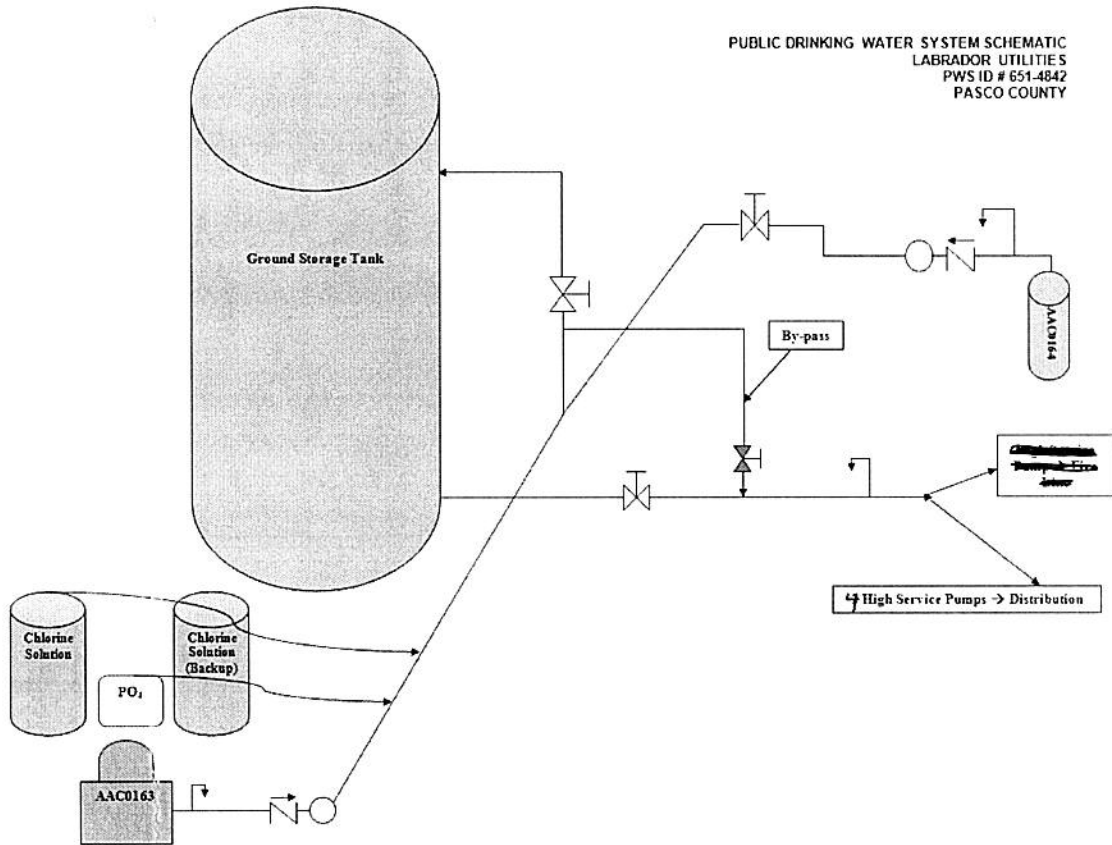 PUBLIC DRINKING WATER SYSTEM SCHEMATIC
LABRADOR UTILITIES
PWS ID # 651-4842
PASCO COUNTY
Ground Storage Tank
AAC0164
By-pass
4 High Service Pumps → Distribution
Chlorine
Solution
Chlorine
Solution
(Backup)
PO₄
AAC0163